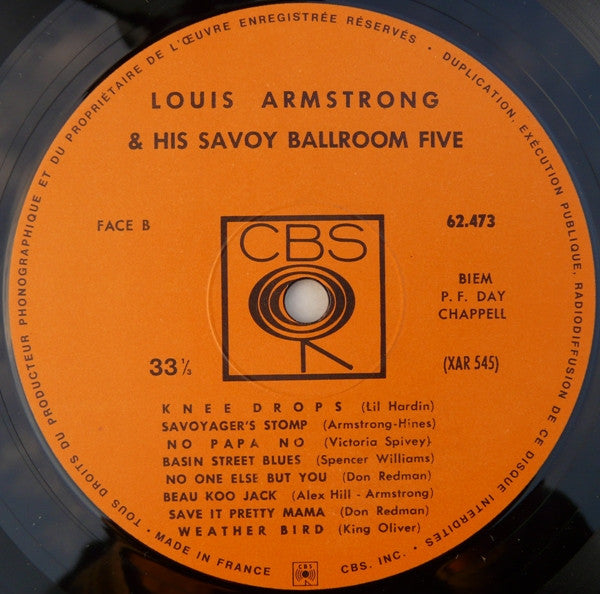 TOUS DROITS DU PRODUCTEUR PHONOGRAPHIQUE ET DU PROPRIÉTAIRE DE L'ŒUVRE ENREGISTRÉE RÉSERVÉS • DUPLICATION, EXÉCUTION PUBLIQUE, RADIODIFFUSION DE CE DISQUE INTERDITES •
LOUIS ARMSTRONG
& HIS SAVOY BALLROOM FIVE
FACE B
62.473
CBS
BIEM
P. F. DAY
CHAPPELL
33 ⅓
(XAR 545)
KNEE DROPS (Lil Hardin)
SAVOYAGER'S STOMP (Armstrong-Hines)
NO PAPA NO (Victoria Spivey)
BASIN STREET BLUES (Spencer Williams)
NO ONE ELSE BUT YOU (Don Redman)
BEAU KOO JACK (Alex Hill - Armstrong)
SAVE IT PRETTY MAMA (Don Redman)
WEATHER BIRD (King Oliver)
• MADE IN FRANCE
CBS
CBS. INC. •